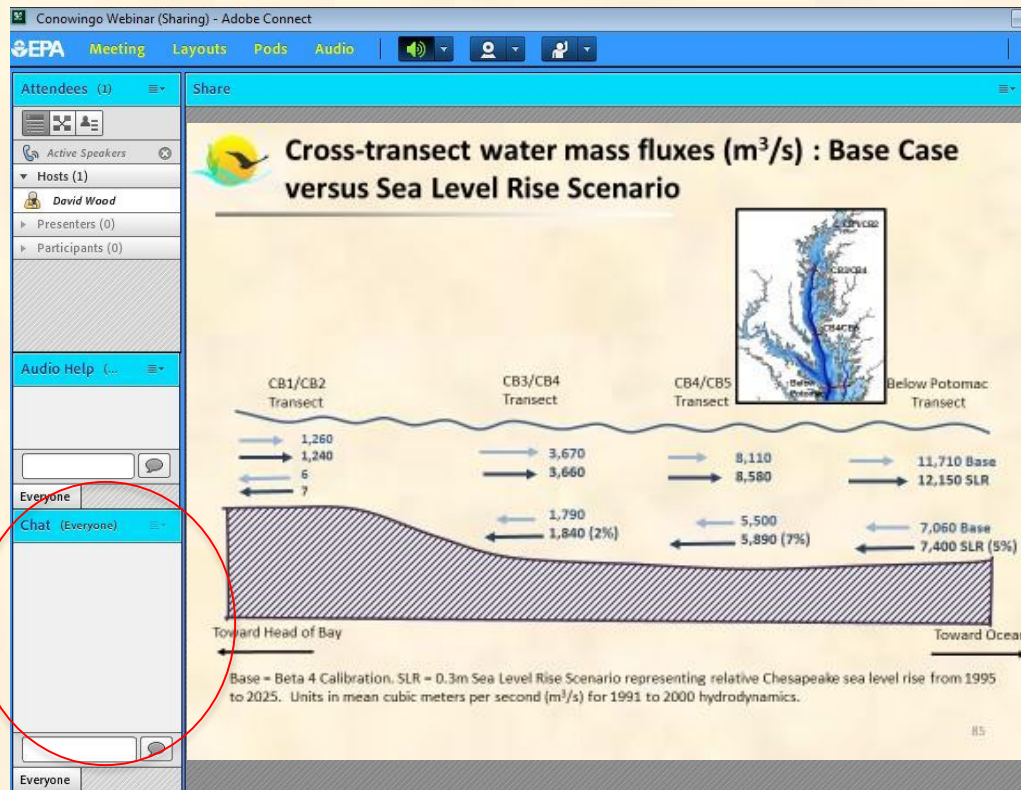 Conowingo Webinar (Sharing) - Adobe Connect
EPA Meeting Layouts Pods Audio
Attendees (1)
Active Speakers
Hosts (1)
David Wood
Presenters (0)
Participants (0)
Audio Help (...
Everyone
Chat (Everyone)
Everyone
Share
Cross-transect water mass fluxes (m³/s) : Base Case
versus Sea Level Rise Scenario
CB3/CB4
CB1/CB2
Transect
CB3/CB4
Transect
CB4/CB5
Transect
Below Potomac
Transect
1,260
1,240
6
7
3,670
3,660
8,110
8,580
11,710 Base
12,150 SLR
1,790
1,840 (2%)
5,500
5,890 (7%)
7,060 Base
7,400 SLR (5%)
Toward Head of Bay
Toward Ocean
Base = Beta 4 Calibration. SLR = 0.3m Sea Level Rise Scenario representing relative Chesapeake sea level rise from 1995
to 2025. Units in mean cubic meters per second (m³/s) for 1991 to 2000 hydrodynamics.
85